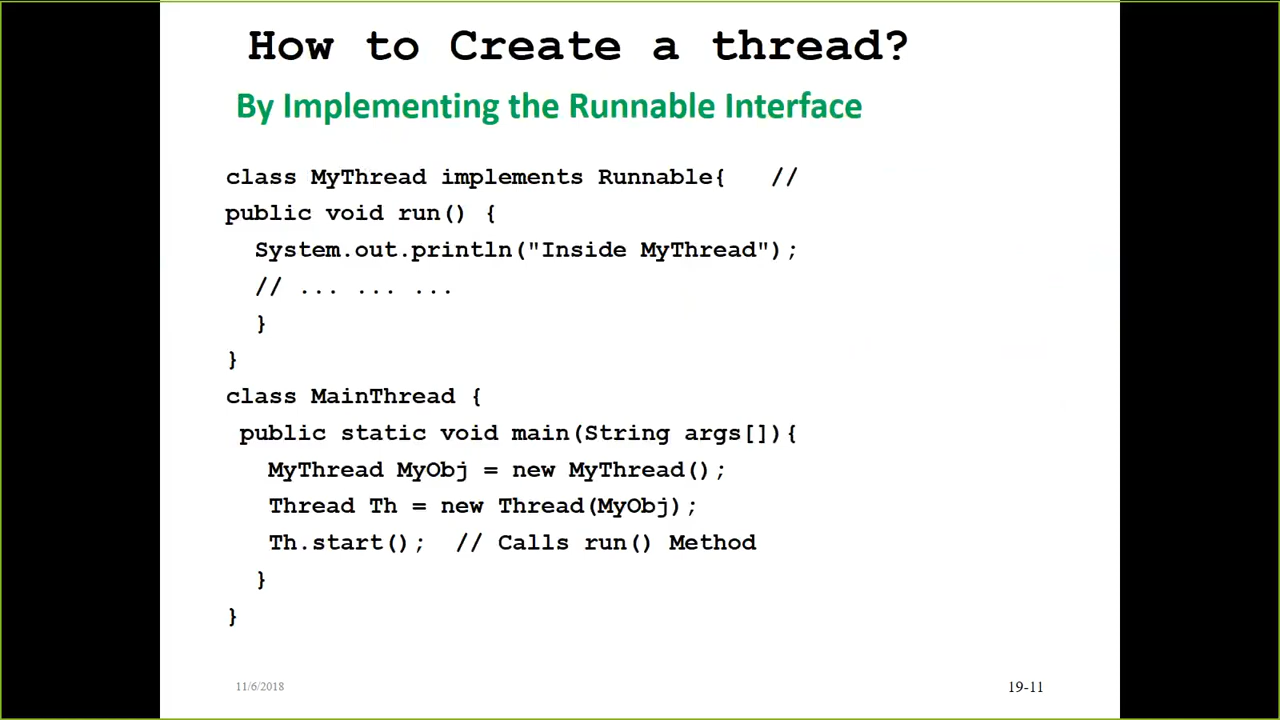 How to Create a thread?
By Implementing the Runnable Interface
class MyThread implements Runnable{   //
public void run() {
  System.out.println("Inside MyThread");
  // ... ... ...
  }
}
class MainThread {
 public static void main(String args[]){
   MyThread MyObj = new MyThread();
   Thread Th = new Thread(MyObj);
   Th.start();  // Calls run() Method
  }
}
11/6/2018
19-11